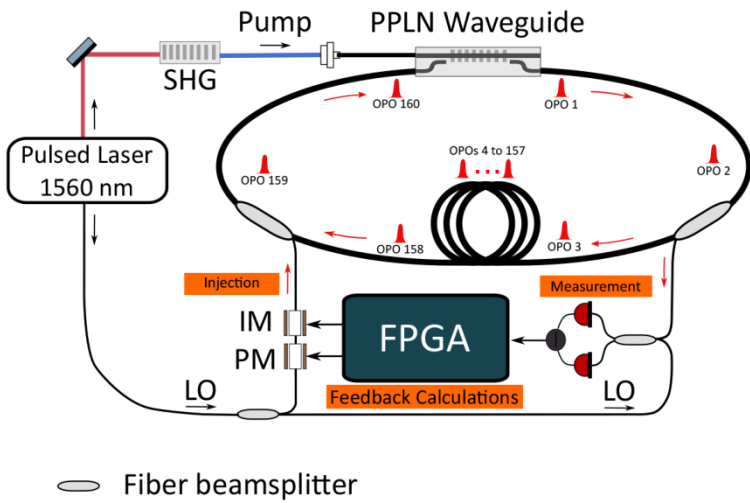 Pump
PPLN Waveguide
SHG
OPO 160
OPO 1
Pulsed Laser
1560 nm
OPOs 4 to 157
OPO 2
OPO 159
OPO 158
OPO 3
Injection
Measurement
IM
FPGA
PM
Feedback Calculations
LO
LO
Fiber beamsplitter